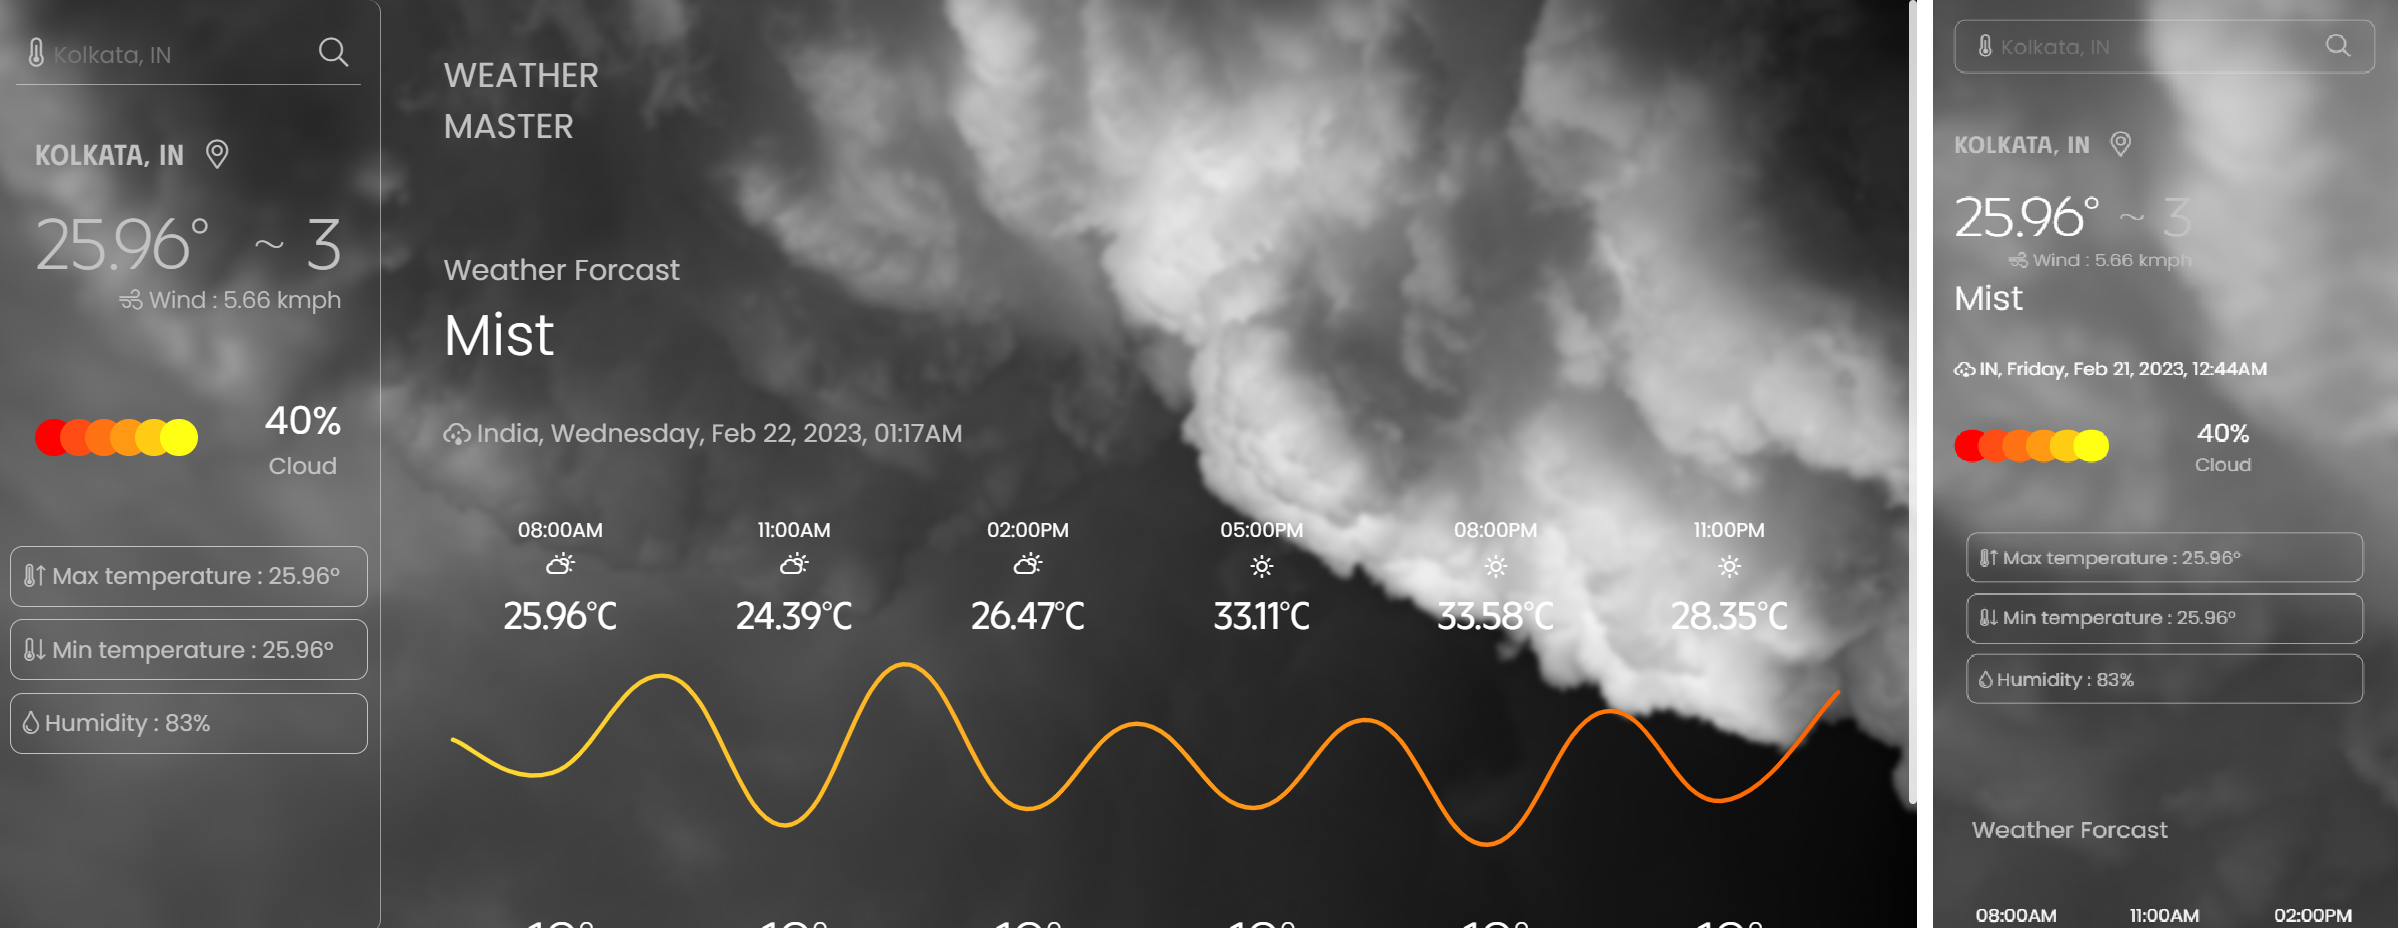 Kolkata, IN
KOLKATA, IN
25.96° ~ 3
Wind : 5.66 kmph
40%
Cloud
Max temperature : 25.96°
Min temperature : 25.96°
Humidity : 83%
WEATHER
MASTER
Weather Forcast
Mist
India, Wednesday, Feb 22, 2023, 01:17AM
08:00AM 11:00AM 02:00PM 05:00PM 08:00PM 11:00PM
25.96°C 24.39°C 26.47°C 33.11°C 33.58°C 28.35°C
Kolkata, IN
KOLKATA, IN
25.96° ~ 3
Wind : 5.66 kmph
Mist
IN, Friday, Feb 21, 2023, 12:44AM
40%
Cloud
Max temperature : 25.96°
Min temperature : 25.96°
Humidity : 83%
Weather Forcast
08:00AM 11:00AM 02:00PM